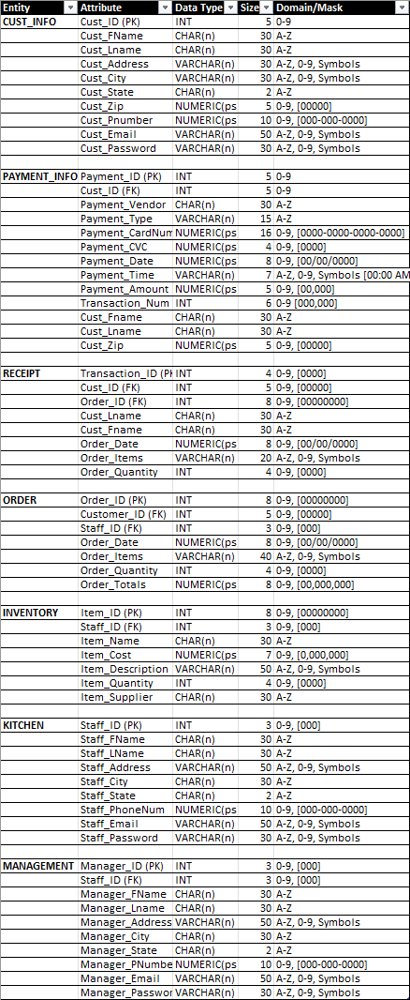 Entity Attribute Data Type Size Domain/Mask
CUST_INFO Cust_ID (PK) INT 5 0-9
Cust_FName CHAR(n) 30 A-Z
Cust_Lname CHAR(n) 30 A-Z
Cust_Address VARCHAR(n) 30 A-Z, 0-9, Symbols
Cust_City VARCHAR(n) 30 A-Z, 0-9, Symbols
Cust_State CHAR(n) 2 A-Z
Cust_Zip NUMERIC(ps 5 0-9, [00000]
Cust_Pnumber NUMERIC(ps 10 0-9, [000-000-0000]
Cust_Email VARCHAR(n) 50 A-Z, 0-9, Symbols
Cust_Password VARCHAR(n) 30 A-Z, 0-9, Symbols
PAYMENT_INFO Payment_ID (PK) INT 5 0-9
Cust_ID (FK) INT 5 0-9
Payment_Vendor CHAR(n) 30 A-Z
Payment_Type VARCHAR(n) 15 A-Z
Payment_CardNum NUMERIC(ps 16 0-9, [0000-0000-0000-0000]
Payment_CVC NUMERIC(ps 4 0-9, [0000]
Payment_Date NUMERIC(ps 8 0-9, [00/00/0000]
Payment_Time VARCHAR(n) 7 A-Z, 0-9, Symbols [00:00 AM
Payment_Amount NUMERIC(ps 5 0-9, [00,000]
Transaction_Num INT 6 0-9 [000,000]
Cust_Fname CHAR(n) 30 A-Z
Cust_Lname CHAR(n) 30 A-Z
Cust_Zip NUMERIC(ps 5 0-9, [00000]
RECEIPT Transaction_ID (PK INT 4 0-9, [0000]
Cust_ID (FK) INT 5 0-9, [00000]
Order_ID (FK) INT 8 0-9, [00000000]
Cust_Lname CHAR(n) 30 A-Z
Cust_Fname CHAR(n) 30 A-Z
Order_Date NUMERIC(ps 8 0-9, [00/00/0000]
Order_Items VARCHAR(n) 20 A-Z, 0-9, Symbols
Order_Quantity INT 4 0-9, [0000]
ORDER Order_ID (PK) INT 8 0-9, [00000000]
Customer_ID (FK) INT 5 0-9, [00000]
Staff_ID (FK) INT 3 0-9, [000]
Order_Date NUMERIC(ps 8 0-9, [00/00/0000]
Order_Items VARCHAR(n) 40 A-Z, 0-9, Symbols
Order_Quantity INT 4 0-9, [0000]
Order_Totals NUMERIC(ps 8 0-9, [00,000,000]
INVENTORY Item_ID (PK) INT 8 0-9, [00000000]
Staff_ID (FK) INT 3 0-9, [000]
Item_Name CHAR(n) 30 A-Z
Item_Cost NUMERIC(ps 7 0-9, [0,000,000]
Item_Description VARCHAR(n) 50 A-Z, 0-9, Symbols
Item_Quantity INT 4 0-9, [0000]
Item_Supplier CHAR(n) 30 A-Z
KITCHEN Staff_ID (PK) INT 3 0-9, [000]
Staff_FName CHAR(n) 30 A-Z
Staff_LName CHAR(n) 30 A-Z
Staff_Address VARCHAR(n) 50 A-Z, 0-9, Symbols
Staff_City CHAR(n) 30 A-Z
Staff_State CHAR(n) 2 A-Z
Staff_PhoneNum NUMERIC(ps 10 0-9, [000-000-0000]
Staff_Email VARCHAR(n) 50 A-Z, 0-9, Symbols
Staff_Password VARCHAR(n) 30 A-Z, 0-9, Symbols
MANAGEMENT Manager_ID (PK) INT 3 0-9, [000]
Staff_ID (FK) INT 3 0-9, [000]
Manager_FName CHAR(n) 30 A-Z
Manager_Lname CHAR(n) 30 A-Z
Manager_Address VARCHAR(n) 50 A-Z, 0-9, Symbols
Manager_City CHAR(n) 30 A-Z
Manager_State CHAR(n) 2 A-Z
Manager_PNumbe NUMERIC(ps 10 0-9, [000-000-0000]
Manager_Email VARCHAR(n) 50 A-Z, 0-9, Symbols
Manager_Passwor VARCHAR(n) 30 A-Z, 0-9, Symbols